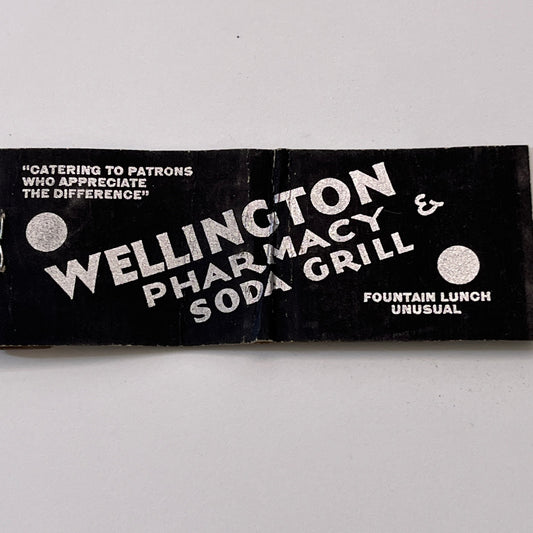 "CATERING TO PATRONS
WHO APPRECIATE
THE DIFFERENCE"
WELLINGTON
PHARMACY &
SODA GRILL
FOUNTAIN LUNCH
UNUSUAL